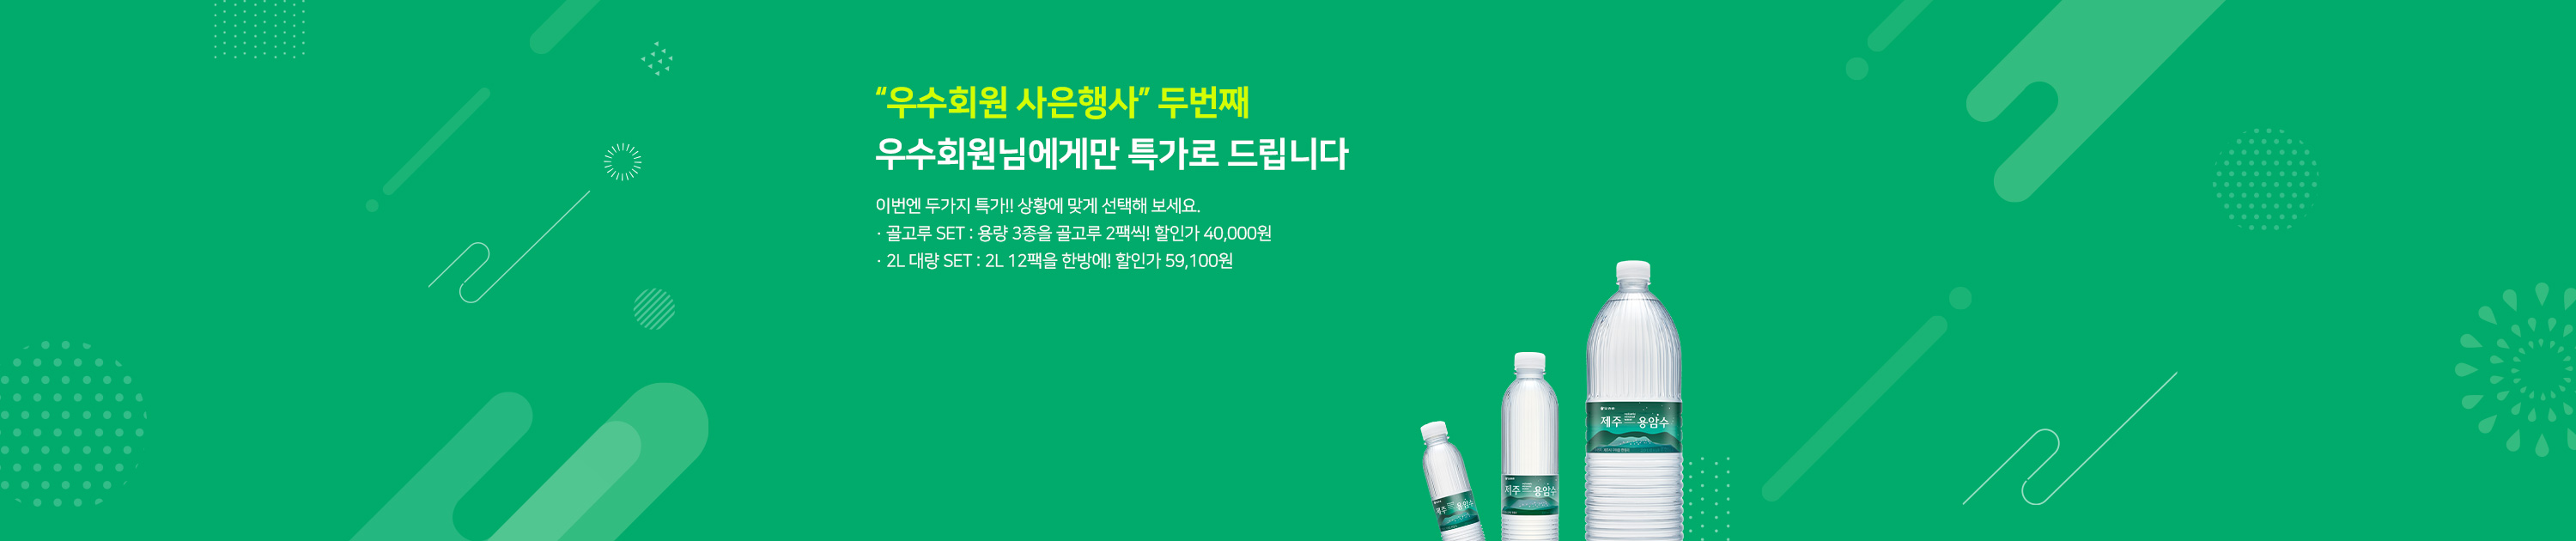 “우수회원 사은행사” 두번째
우수회원님에게만 특가로 드립니다
이번엔 두가지 특가!! 상황에 맞게 선택해 보세요.
· 골고루 SET : 용량 3종을 골고루 2팩씩! 할인가 40,000원
· 2L 대량 SET : 2L 12팩을 한방에! 할인가 59,100원
제주 용암수
제주 용암수
제주 용암수